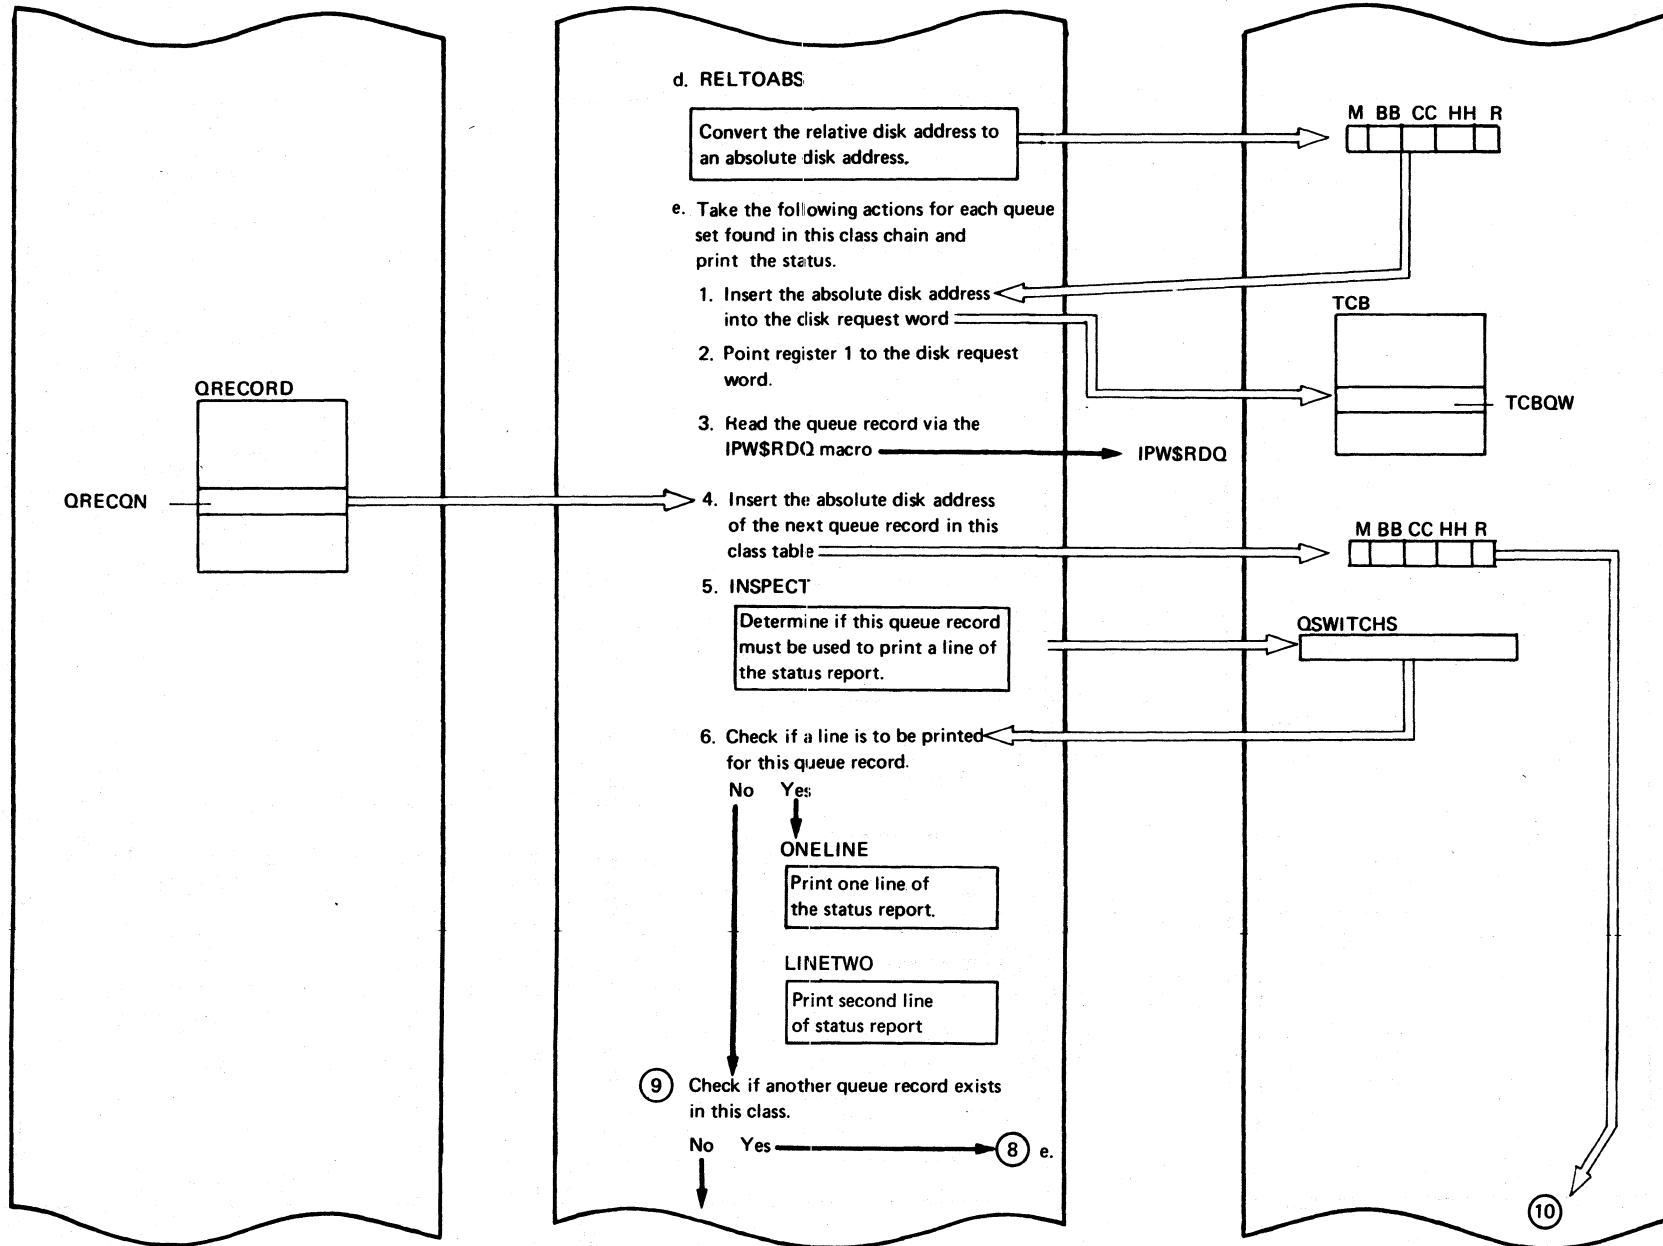 d. RELTOABS
Convert the relative disk address to
an absolute disk address.
M BB CC HH R
e. Take the following actions for each queue
set found in this class chain and
print the status.
1. Insert the absolute disk address
into the disk request word
TCB
TCBQW
2. Point register 1 to the disk request
word.
QRECORD
QRECQN
3. Read the queue record via the
IPW$RDQ macro
IPW$RDQ
4. Insert the absolute disk address
of the next queue record in this
class table
M BB CC HH R
5. INSPECT
Determine if this queue record
must be used to print a line of
the status report.
QSWITCHS
6. Check if a line is to be printed
for this queue record.
No Yes
ONELINE
Print one line of
the status report.
LINETWO
Print second line
of status report
9 Check if another queue record exists
in this class.
No Yes 8 e.
10